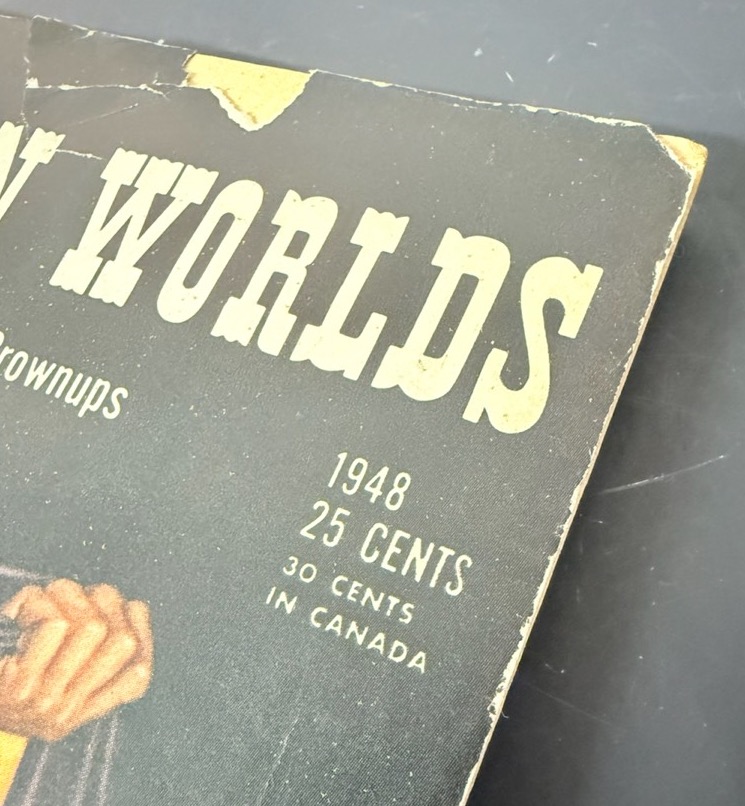 N WORLDS
rownups
1948
25 CENTS
30 CENTS
IN CANADA